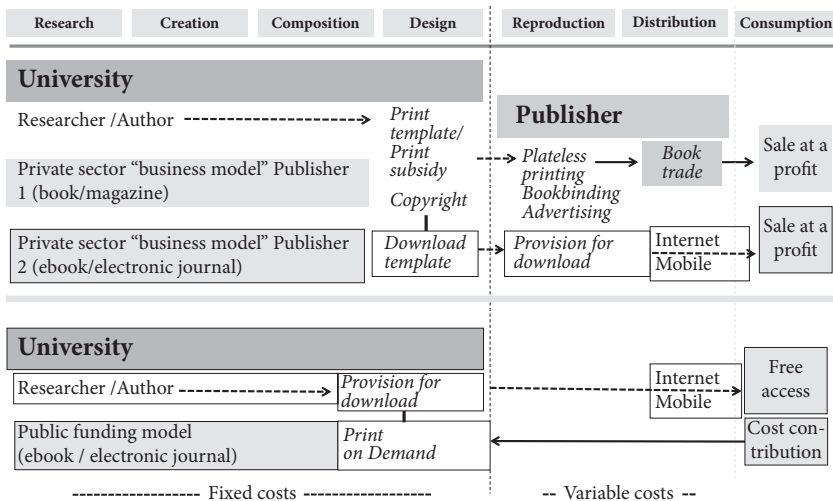 Research
Creation
Composition
Design
Reproduction
Distribution
Consumption
University
Researcher /Author
Print
template/
Print
subsidy
Copyright
Publisher
Plateless
printing
Bookbinding
Advertising
Book
trade
Sale at a
profit
Private sector “business model” Publisher
1 (book/magazine)
Private sector “business model” Publisher
2 (ebook/electronic journal)
Download
template
Provision for
download
Internet
Mobile
Sale at a
profit
University
Researcher /Author
Provision for
download
Internet
Mobile
Free
access
Public funding model
(ebook / electronic journal)
Print
on Demand
Cost con-
tribution
Fixed costs
Variable costs